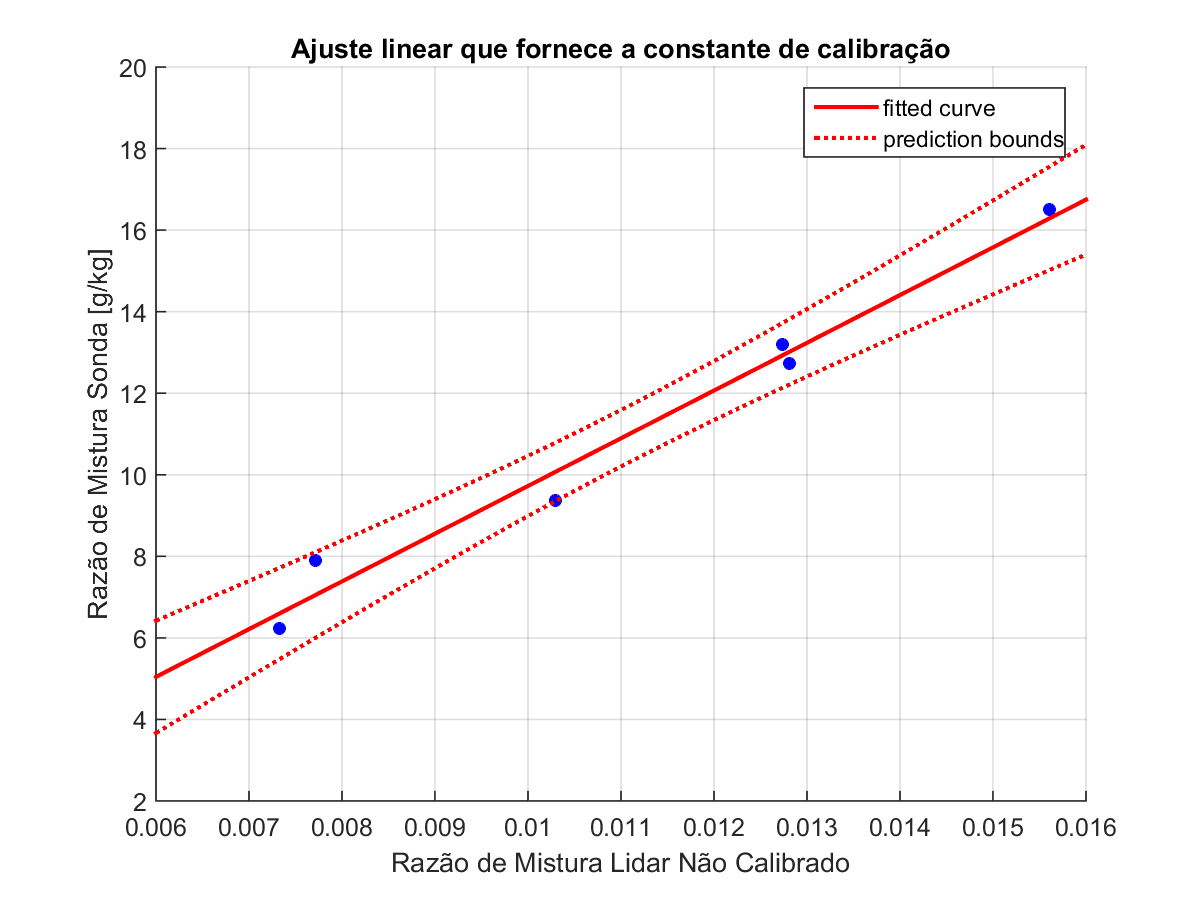 Ajuste linear que fornece a constante de calibração
20
18
16
14
12
10
8
6
4
2
Razão de Mistura Sonda [g/kg]
fitted curve
prediction bounds
0.006 0.007 0.008 0.009 0.01 0.011 0.012 0.013 0.014 0.015 0.016
Razão de Mistura Lidar Não Calibrado